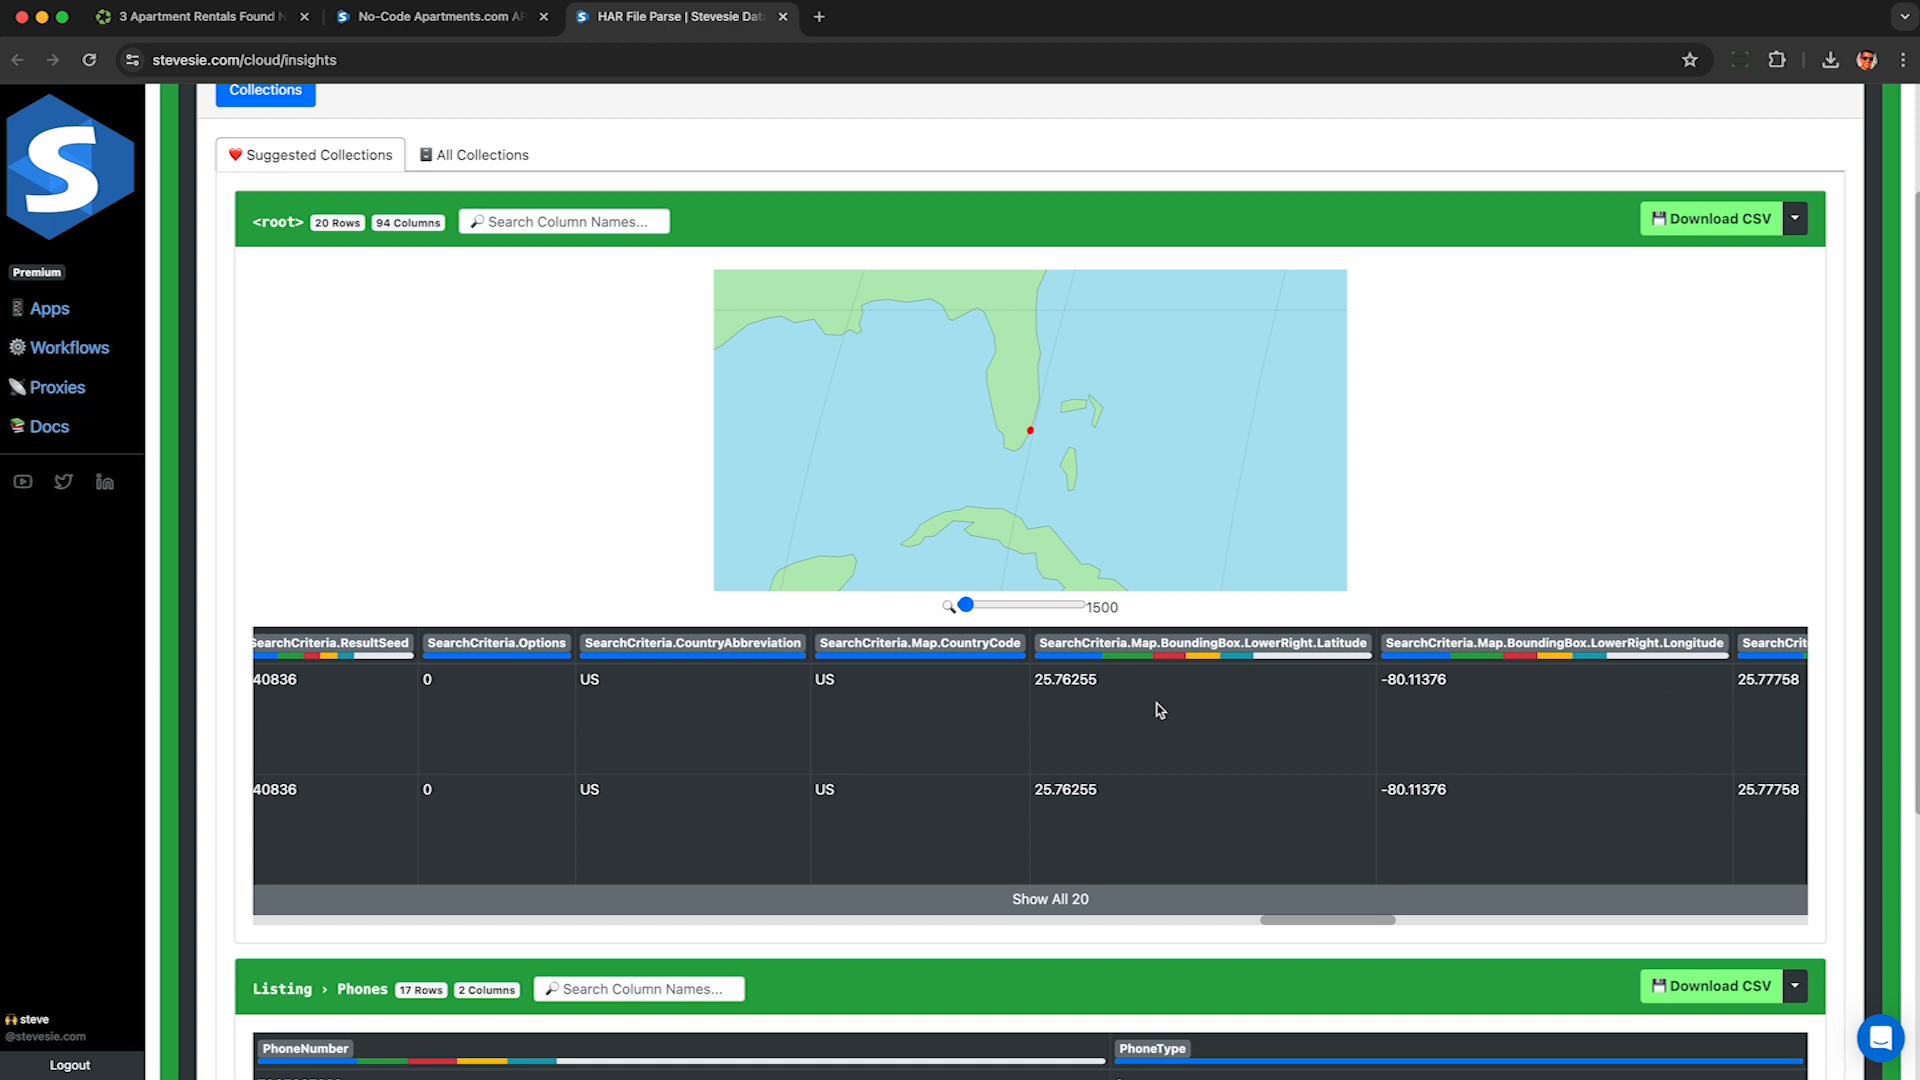 3 Apartment Rentals Found N
No-Code Apartments.com AP
HAR File Parse | Stevesie Dat
stevesie.com/cloud/insights
Collections
S
Premium
Apps
Workflows
Proxies
Docs
Suggested Collections
All Collections
<root> 20 Rows 94 Columns Search Column Names...
Download CSV
1500
SearchCriteria.ResultSeed SearchCriteria.Options SearchCriteria.CountryAbbreviation SearchCriteria.Map.CountryCode SearchCriteria.Map.BoundingBox.LowerRight.Latitude SearchCriteria.Map.BoundingBox.LowerRight.Longitude SearchCrit
40836 0 US US 25.76255 -80.11376 25.77758
40836 0 US US 25.76255 -80.11376 25.77758
Show All 20
Listing › Phones 17 Rows 2 Columns Search Column Names...
Download CSV
PhoneNumber PhoneType
steve
@stevesie.com
Logout